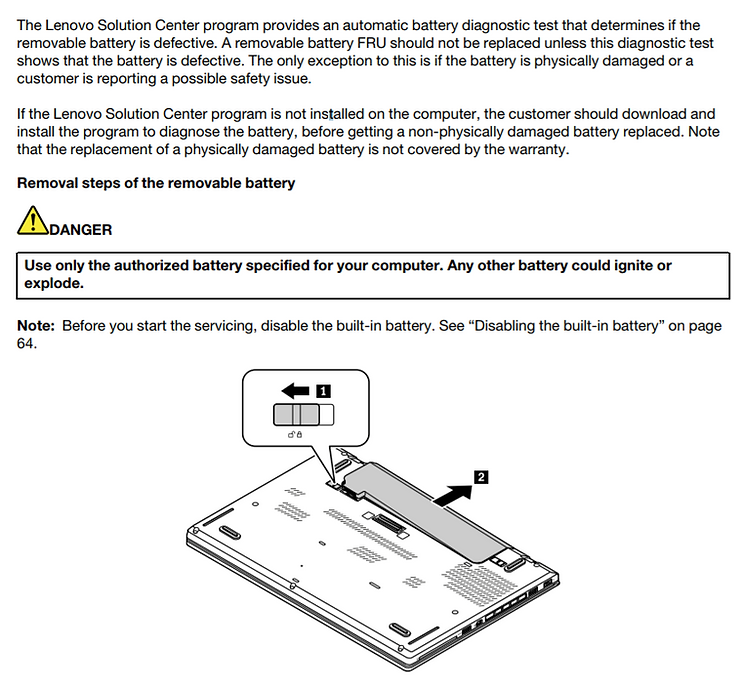 The Lenovo Solution Center program provides an automatic battery diagnostic test that determines if the
removable battery is defective. A removable battery FRU should not be replaced unless this diagnostic test
shows that the battery is defective. The only exception to this is if the battery is physically damaged or a
customer is reporting a possible safety issue.
If the Lenovo Solution Center program is not installed on the computer, the customer should download and
install the program to diagnose the battery, before getting a non-physically damaged battery replaced. Note
that the replacement of a physically damaged battery is not covered by the warranty.
Removal steps of the removable battery
DANGER
Use only the authorized battery specified for your computer. Any other battery could ignite or
explode.
Note: Before you start the servicing, disable the built-in battery. See “Disabling the built-in battery” on page
64.
1
2